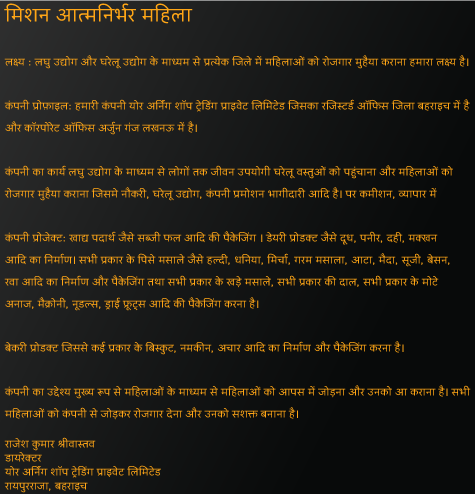 मिशन आत्मनिर्भर महिला
लक्ष्य : लघु उद्योग और घरेलू उद्योग के माध्यम से प्रत्येक जिले में महिलाओं को रोजगार मुहैया कराना हमारा लक्ष्य है।
कंपनी प्रोफ़ाइल: हमारी कंपनी योर अर्निंग शॉप ट्रेडिंग प्राइवेट लिमिटेड जिसका रजिस्टर्ड ऑफिस जिला बहराइच में है
और कॉरपोरेट ऑफिस अर्जुन गंज लखनऊ में है।
कंपनी का कार्य लघु उद्योग के माध्यम से लोगों तक जीवन उपयोगी घरेलू वस्तुओं को पहुंचाना और महिलाओं को
रोजगार मुहैया कराना जिसमे नौकरी, घरेलू उद्योग, कंपनी प्रमोशन भागीदारी आदि है। पर कमीशन, व्यापार में
कंपनी प्रोजेक्ट: खाद्य पदार्थ जैसे सब्जी फल आदि की पैकेजिंग । डेयरी प्रोडक्ट जैसे दूध, पनीर, दही, मक्खन
आदि का निर्माण। सभी प्रकार के पिसे मसाले जैसे हल्दी, धनिया, मिर्चा, गरम मसाला, आटा, मैदा, सूजी, बेसन,
रवा आदि का निर्माण और पैकेजिंग तथा सभी प्रकार के खड़े मसाले, सभी प्रकार की दाल, सभी प्रकार के मोटे
अनाज, मैक्रोनी, नूडल्स, ड्राई फ्रूट्स आदि की पैकेजिंग करना है।
बेकरी प्रोडक्ट जिससे कई प्रकार के बिस्कुट, नमकीन, अचार आदि का निर्माण और पैकेजिंग करना है।
कंपनी का उद्देश्य मुख्य रूप से महिलाओं के माध्यम से महिलाओं को आपस में जोड़ना और उनको आ कराना है। सभी
महिलाओं को कंपनी से जोड़कर रोजगार देना और उनको सशक्त बनाना है।
राजेश कुमार श्रीवास्तव
डायरेक्टर
योर अर्निंग शॉप ट्रेडिंग प्राइवेट लिमिटेड
रायपुरराजा, बहराइच